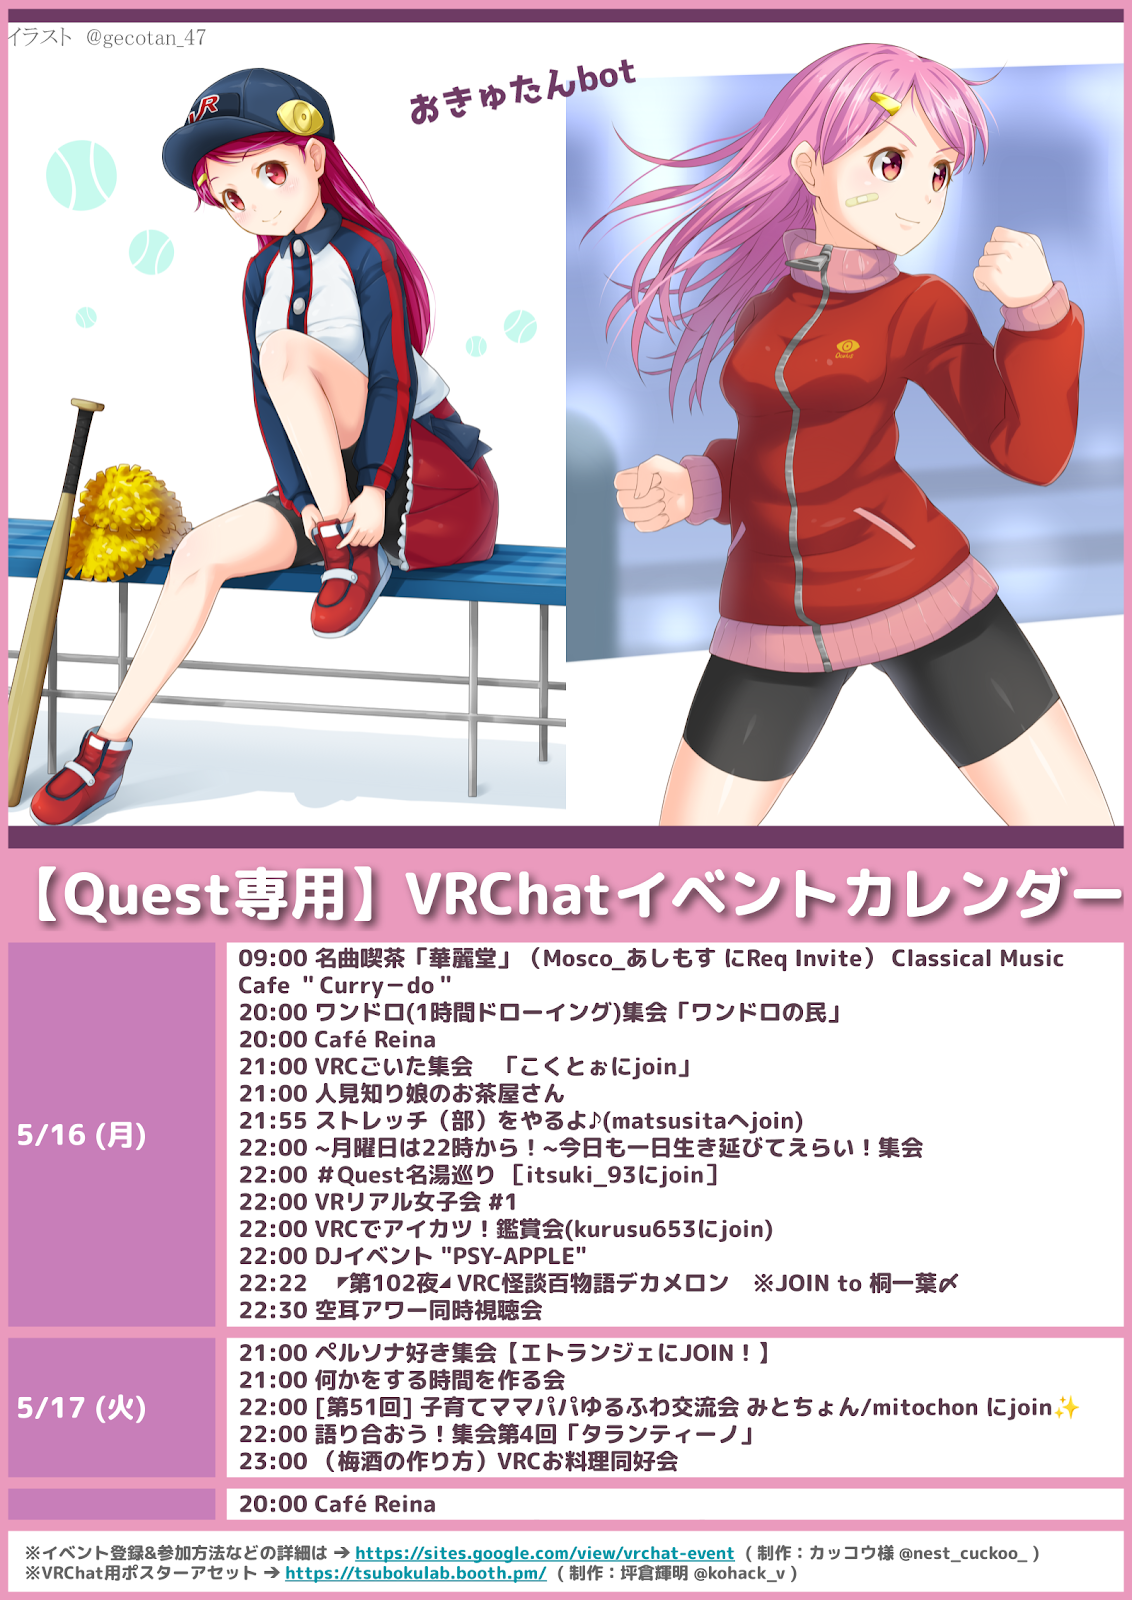 イラスト @gecotan_47
おきゅたんbot
VR
Quest
【Quest専用】VRChatイベントカレンダー
5/16 (月)
09:00 名曲喫茶「華麗堂」（Mosco_あしもす にReq Invite） Classical Music
Cafe ＂Curry－do＂
20:00 ワンドロ(1時間ドローイング)集会「ワンドロの民」
20:00 Café Reina
21:00 VRCごいた集会　「こくとぉにjoin」
21:00 人見知り娘のお茶屋さん
21:55 ストレッチ（部）をやるよ♪(matsusitaへjoin)
22:00 ~月曜日は22時から！~今日も一日生き延びてえらい！集会
22:00 ＃Quest名湯巡り ［itsuki_93にjoin］
22:00 VRリアル女子会 #1
22:00 VRCでアイカツ！鑑賞会(kurusu653にjoin)
22:00 DJイベント "PSY-APPLE"
22:22　◤第102夜◢ VRC怪談百物語デカメロン　※JOIN to 桐一葉〆
22:30 空耳アワー同時視聴会
5/17 (火)
21:00 ペルソナ好き集会【エトランジェにJOIN！】
21:00 何かをする時間を作る会
22:00 [第51回] 子育てママパパゆるふわ交流会 みとちょん/mitochon にjoin✨
22:00 語り合おう！集会第4回「タランティーノ」
23:00 （梅酒の作り方）VRCお料理同好会
20:00 Café Reina
※イベント登録&参加方法などの詳細は → https://sites.google.com/view/vrchat-event （制作：カッコウ様 @nest_cuckoo_ ）
※VRChat用ポスターアセット → https://tsubokulab.booth.pm/ （制作：坪倉輝明 @kohack_v ）